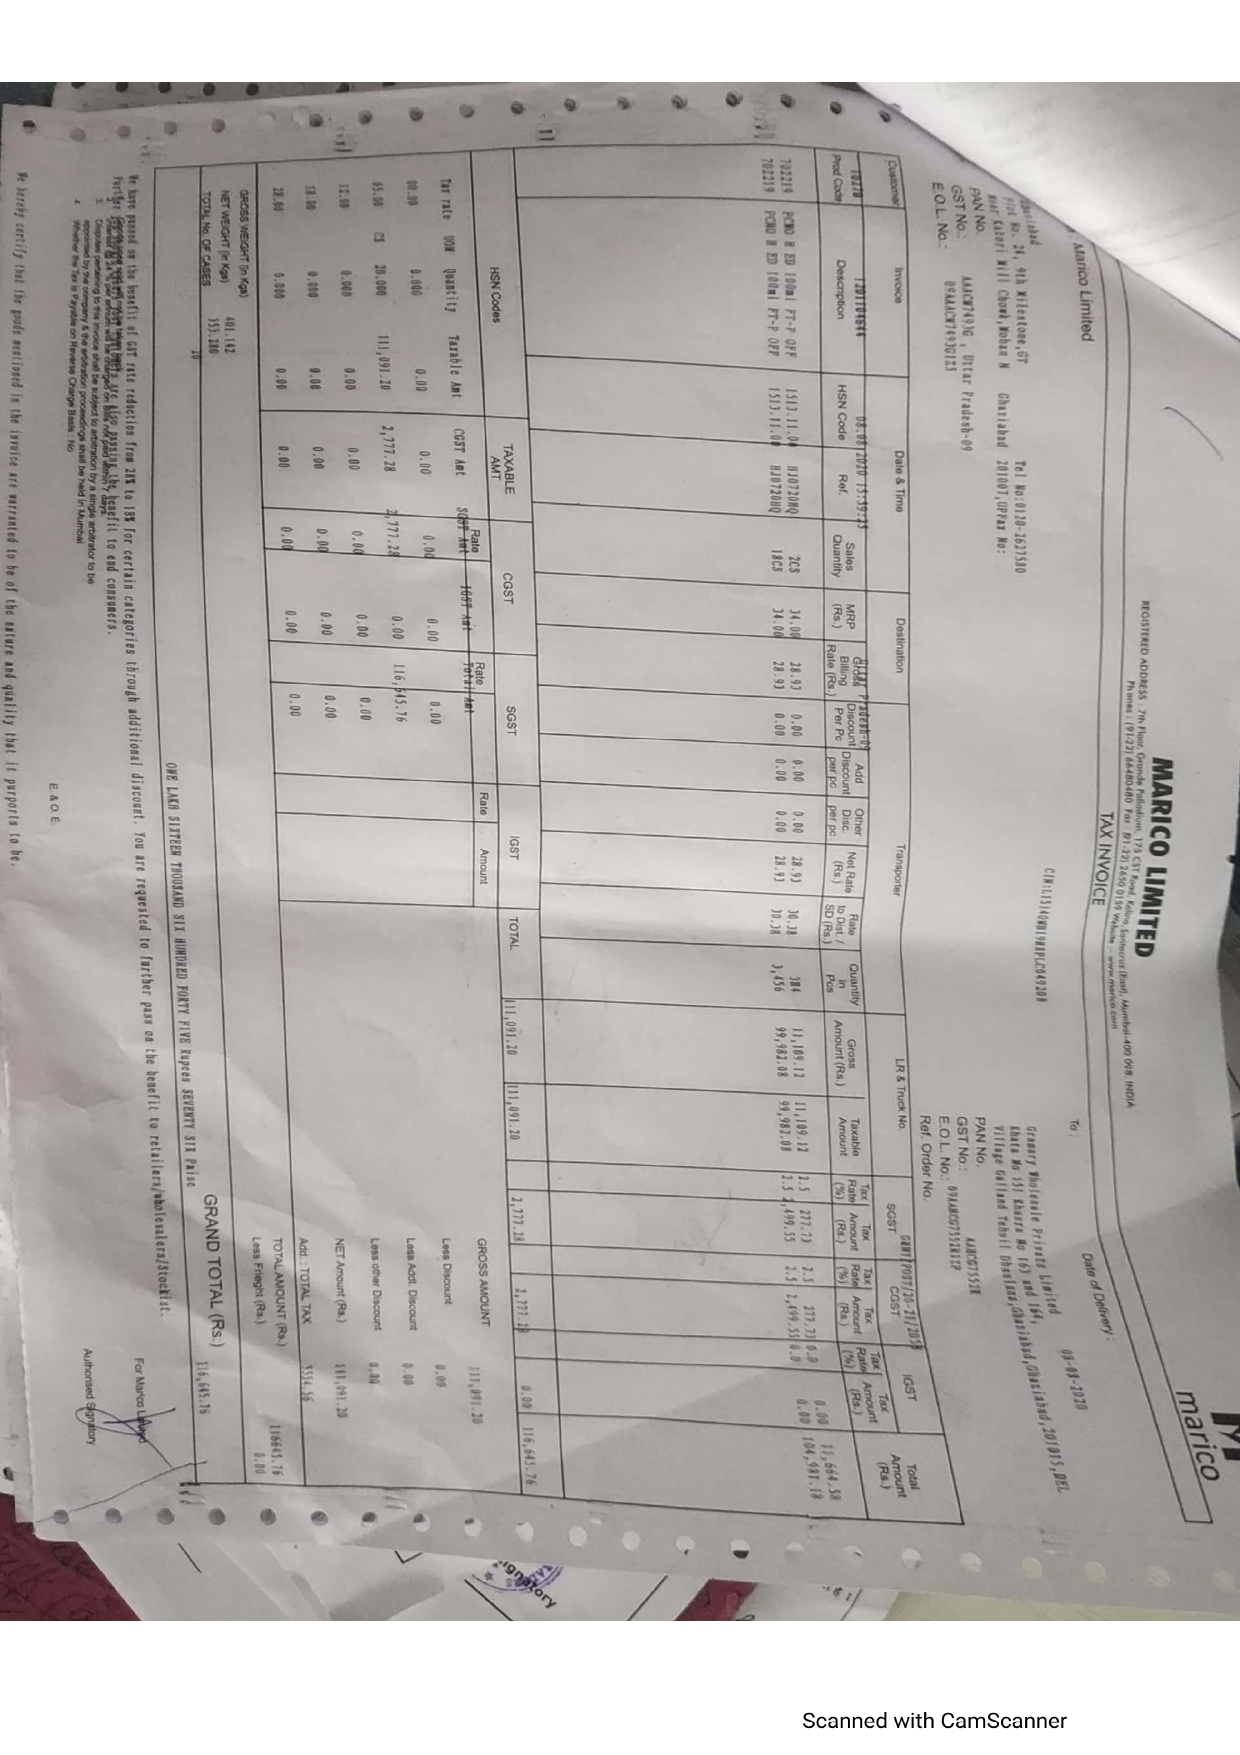 marico
MARICO LIMITED
REGISTERED ADDRESS : 7th Floor, Grande Palladium, 175 CST Road, Kalina, Santacruz (East), Mumbai-400 098. INDIA
Phones : (91-22) 66480480 Fax : (91-22) 2650 0159 Website :- www.marico.com
TAX INVOICE
: Marico Limited
To :
Date of Delivery :
08-08-2020
Ghaziabad
Plot No. 24, 9th Milestone,GT
Near Katori Mill Chowk,Mohan N Ghaziabad 201007,UPFax No:
Tel No:0120-2627580
PAN No.
GST No.: AAACM7493G , Uttar Pradesh-09
E.O.L. No.: 09AAACM7493G1Z5
Granary Wholesale Private Limited
Khata No 151 Khasra No 163 and 164,
Village Galland Tehsil Dhaulana,Ghaziabad,Ghaziabad,201015,DEL
PAN No. AAHCG7552R
GST No.:
E.O.L. No.: 09AAHCG7552R1ZP
Ref. Order No. GRWT/POST/20-21/2058
Customer Invoice Date & Time Destination Transporter LR & Truck No. SGST CGST IGST Total Amount (Rs.)
10270 1201104644 08.08.2020 15:39:25 Uttar Pradesh-09
Prod Code Description HSN Code Ref. Sales Quantity MRP (Rs.) Gross Billing Rate (Rs.) Discount Per Pc Add Discount per pc Other Disc. per pc Net Rate (Rs.) Rate to Dist. / SD (Rs.) Quantity in Pcs Gross Amount (Rs.) Taxable Amount Tax Rate (%) Tax Amount (Rs.) Tax Rate (%) Tax Amount (Rs.) Tax Rate (%) Tax Amount (Rs.)
702219 PCNO H ED 100ml FT-P OFF 1513.11.0 HJ0720HQ 2CS 34.00 28.93 0.00 0.00 0.00 28.93 30.38 384 11,109.12 11,109.12 2.5 277.73 2.5 277.73 0.0 0.00 11,664.58
702219 PCNO H ED 100ml FT-P OFF 1513.11.0 HJ0720HQ 18CS 34.00 28.93 0.00 0.00 0.00 28.93 30.38 3,456 99,982.08 99,982.08 2.5 2,499.55 2.5 2,499.55 0.0 0.00 104,981.18
TOTAL 111,091.20 111,091.20 2,777.28 2,777.28 0.00 116,645.76
HSN Codes TAXABLE AMT CGST SGST IGST
Rate Rate Rate Amount
Tax rate UOM Quantity Taxable Amt CGST Amt SGST Amt IGST Amt Total Amt
00.00 0.000 0.00 0.00 0.00 0.00 0.00
05.00 CS 20.000 111,091.20 2,777.28 2,777.28 0.00 116,645.76
12.00 0.000 0.00 0.00 0.00 0.00 0.00
18.00 0.000 0.00 0.00 0.00 0.00 0.00
28.00 0.000 0.00 0.00 0.00 0.00 0.00
GROSS AMOUNT 111,091.20
Less Discount 0.00
Less Addl. Discount 0.00
Less other Discount 0.00
NET Amount (Rs.) 111,091.20
Add. : TOTAL TAX 5554.56
TOTAL AMOUNT (Rs.) 116645.76
Less Frieght (Rs.) 0.00
GROSS WEIGHT (in Kgs) 401.142
NET WEIGHT (in Kgs) 353.280
TOTAL No. OF CASES 20
GRAND TOTAL (Rs.) 116,645.76
ONE LAKH SIXTEEN THOUSAND SIX HUNDRED FORTY FIVE Rupees SEVENTY SIX Paise
We have passed on the benefit of GST rate reduction from 28% to 18% for certain categories through additional discount. You are requested to further pass on the benefit to retailers/wholesalers/Stockist.
Further are also passing the benefit to end consumers.
2. Interest @ 24 % per annum will be charged on Bills not paid within 7 days.
3. Disputes pertaining to this invoice shall be subject to arbitration by a single arbitrator to be
appointed by the company & the arbitration proceedings shall be held in Mumbai
4. Whether the Tax is Payable on Reverse Charge Basis : No
For Marico Limited
Authorised Signatory
E. & O. E.
We hereby certify that the goods mentioned in the invoice are warranted to be of the nature and quality that it purports to be.
Scanned with CamScanner